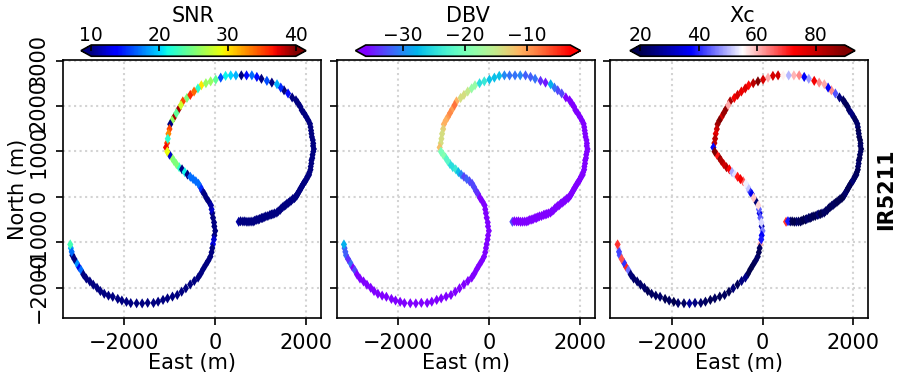 SNR DBV Xc
10 20 30 40 −30 −20 −10 20 40 60 80
North (m)
3000
2000
1000
0
−1000
−2000
−2000 0 2000 −2000 0 2000 −2000 0 2000
East (m) East (m) East (m)
IR5211